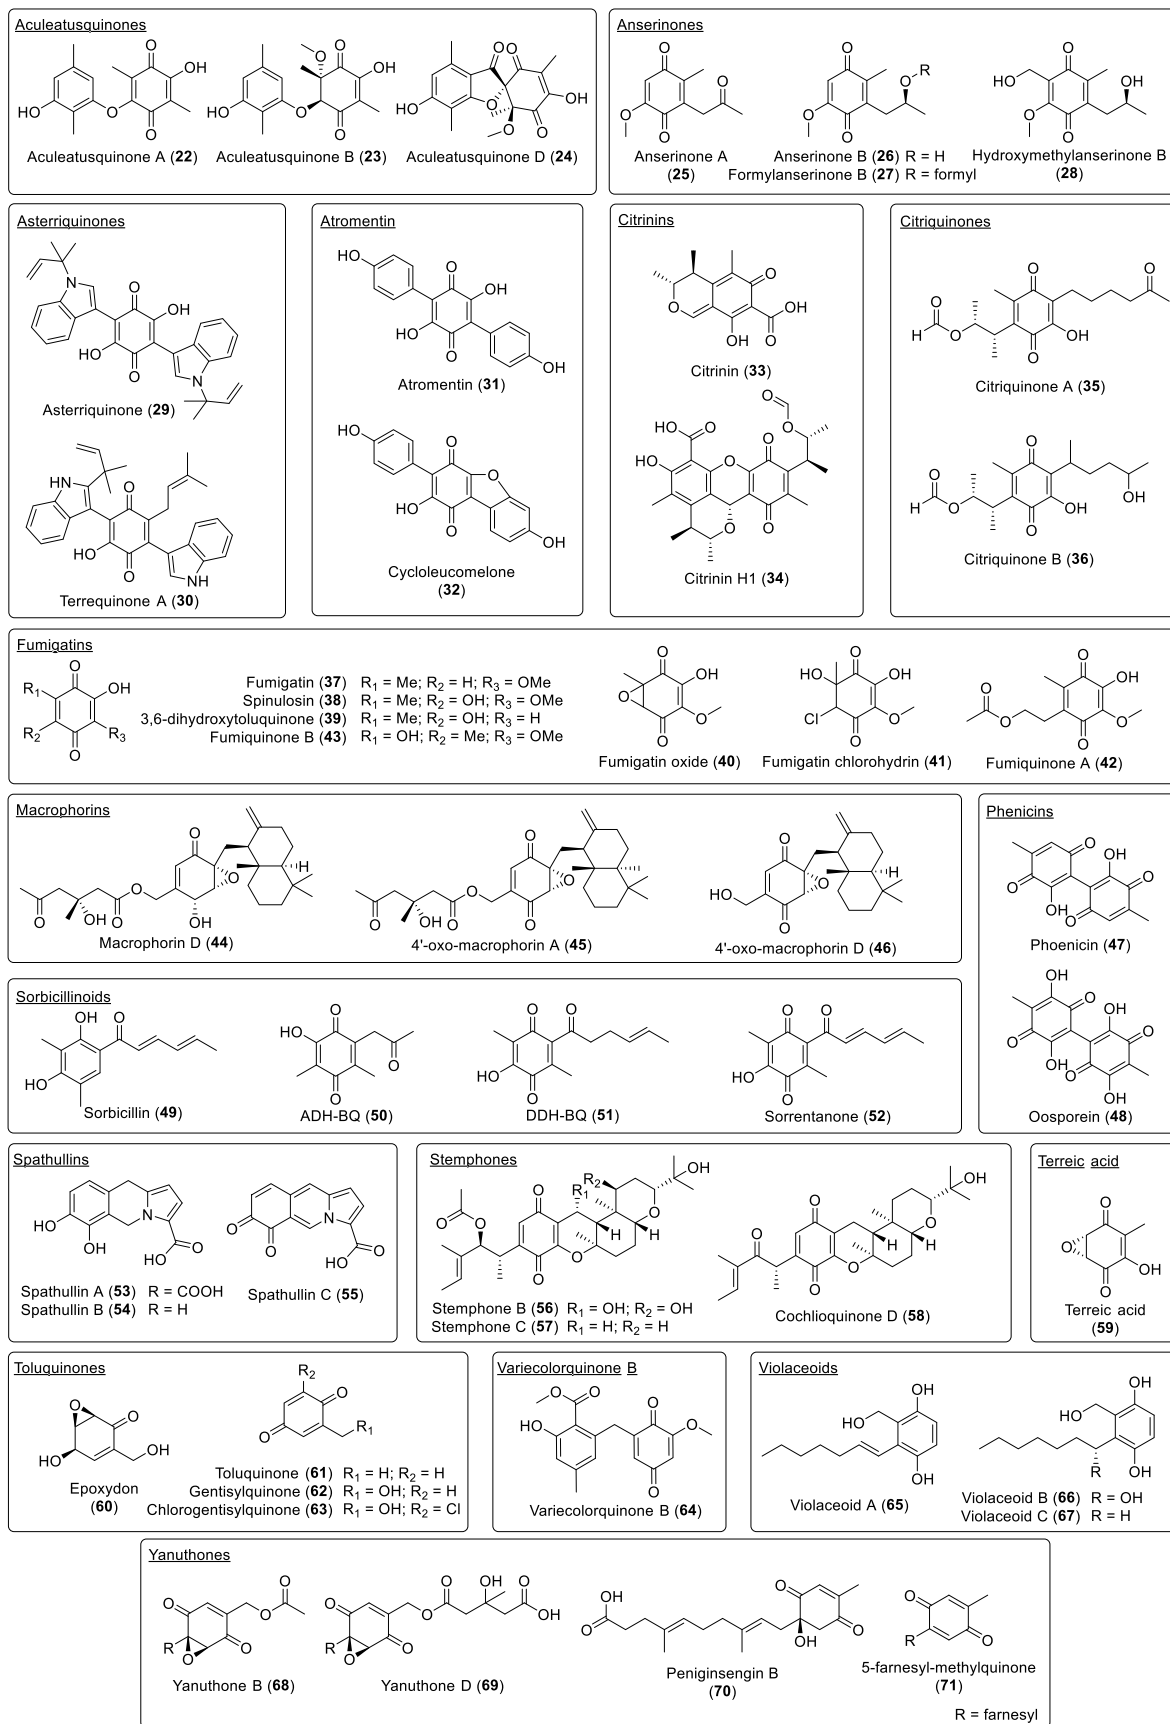 Aculeatusquinones
Aculeatusquinone A (22)
Aculeatusquinone B (23)
Aculeatusquinone D (24)
Anserinones
Anserinone A
(25)
Anserinone B (26) R = H
Formylanserinone B (27) R = formyl
Hydroxymethylanserinone B
(28)
Asterriquinones
Asterriquinone (29)
Terrequinone A (30)
Atromentin
Atromentin (31)
Cycloleucomelone
(32)
Citrinins
Citrinin (33)
Citrinin H1 (34)
Citriquinones
Citriquinone A (35)
Citriquinone B (36)
Fumigatins
Fumigatin (37) R1 = Me; R2 = H; R3 = OMe
Spinulosin (38) R1 = Me; R2 = OH; R3 = OMe
3,6-dihydroxytoluquinone (39) R1 = Me; R2 = OH; R3 = H
Fumiquinone B (43) R1 = OH; R2 = Me; R3 = OMe
Fumigatin oxide (40)
Fumigatin chlorohydrin (41)
Fumiquinone A (42)
Macrophorins
Macrophorin D (44)
4'-oxo-macrophorin A (45)
4'-oxo-macrophorin D (46)
Phenicins
Phoenicin (47)
Oosporein (48)
Sorbicillinoids
Sorbicillin (49)
ADH-BQ (50)
DDH-BQ (51)
Sorrentanone (52)
Spathullins
Spathullin A (53) R = COOH
Spathullin B (54) R = H
Spathullin C (55)
Stemphones
Stemphone B (56) R1 = OH; R2 = OH
Stemphone C (57) R1 = H; R2 = H
Cochlioquinone D (58)
Terreic acid
Terreic acid
(59)
Toluquinones
Epoxydon
(60)
Toluquinone (61) R1 = H; R2 = H
Gentisylquinone (62) R1 = OH; R2 = H
Chlorogentisylquinone (63) R1 = OH; R2 = Cl
Variecolorquinone B
Variecolorquinone B (64)
Violaceoids
Violaceoid A (65)
Violaceoid B (66) R = OH
Violaceoid C (67) R = H
Yanuthones
Yanuthone B (68)
Yanuthone D (69)
Peniginsengin B
(70)
5-farnesyl-methylquinone
(71)
R = farnesyl